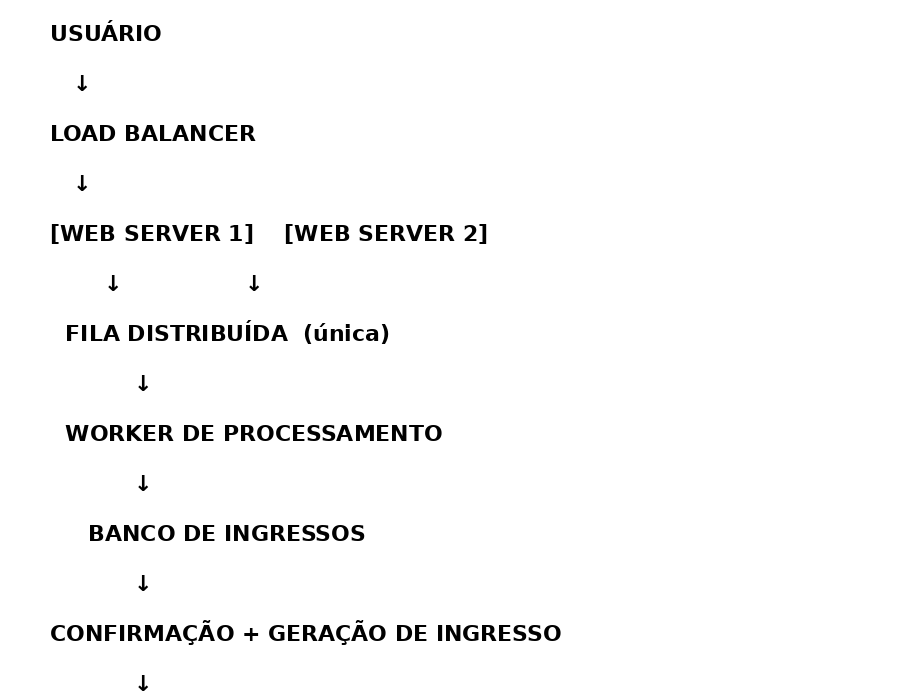 USUÁRIO
↓
LOAD BALANCER
↓
[WEB SERVER 1] [WEB SERVER 2]
↓ ↓
FILA DISTRIBUÍDA (única)
↓
WORKER DE PROCESSAMENTO
↓
BANCO DE INGRESSOS
↓
CONFIRMAÇÃO + GERAÇÃO DE INGRESSO
↓